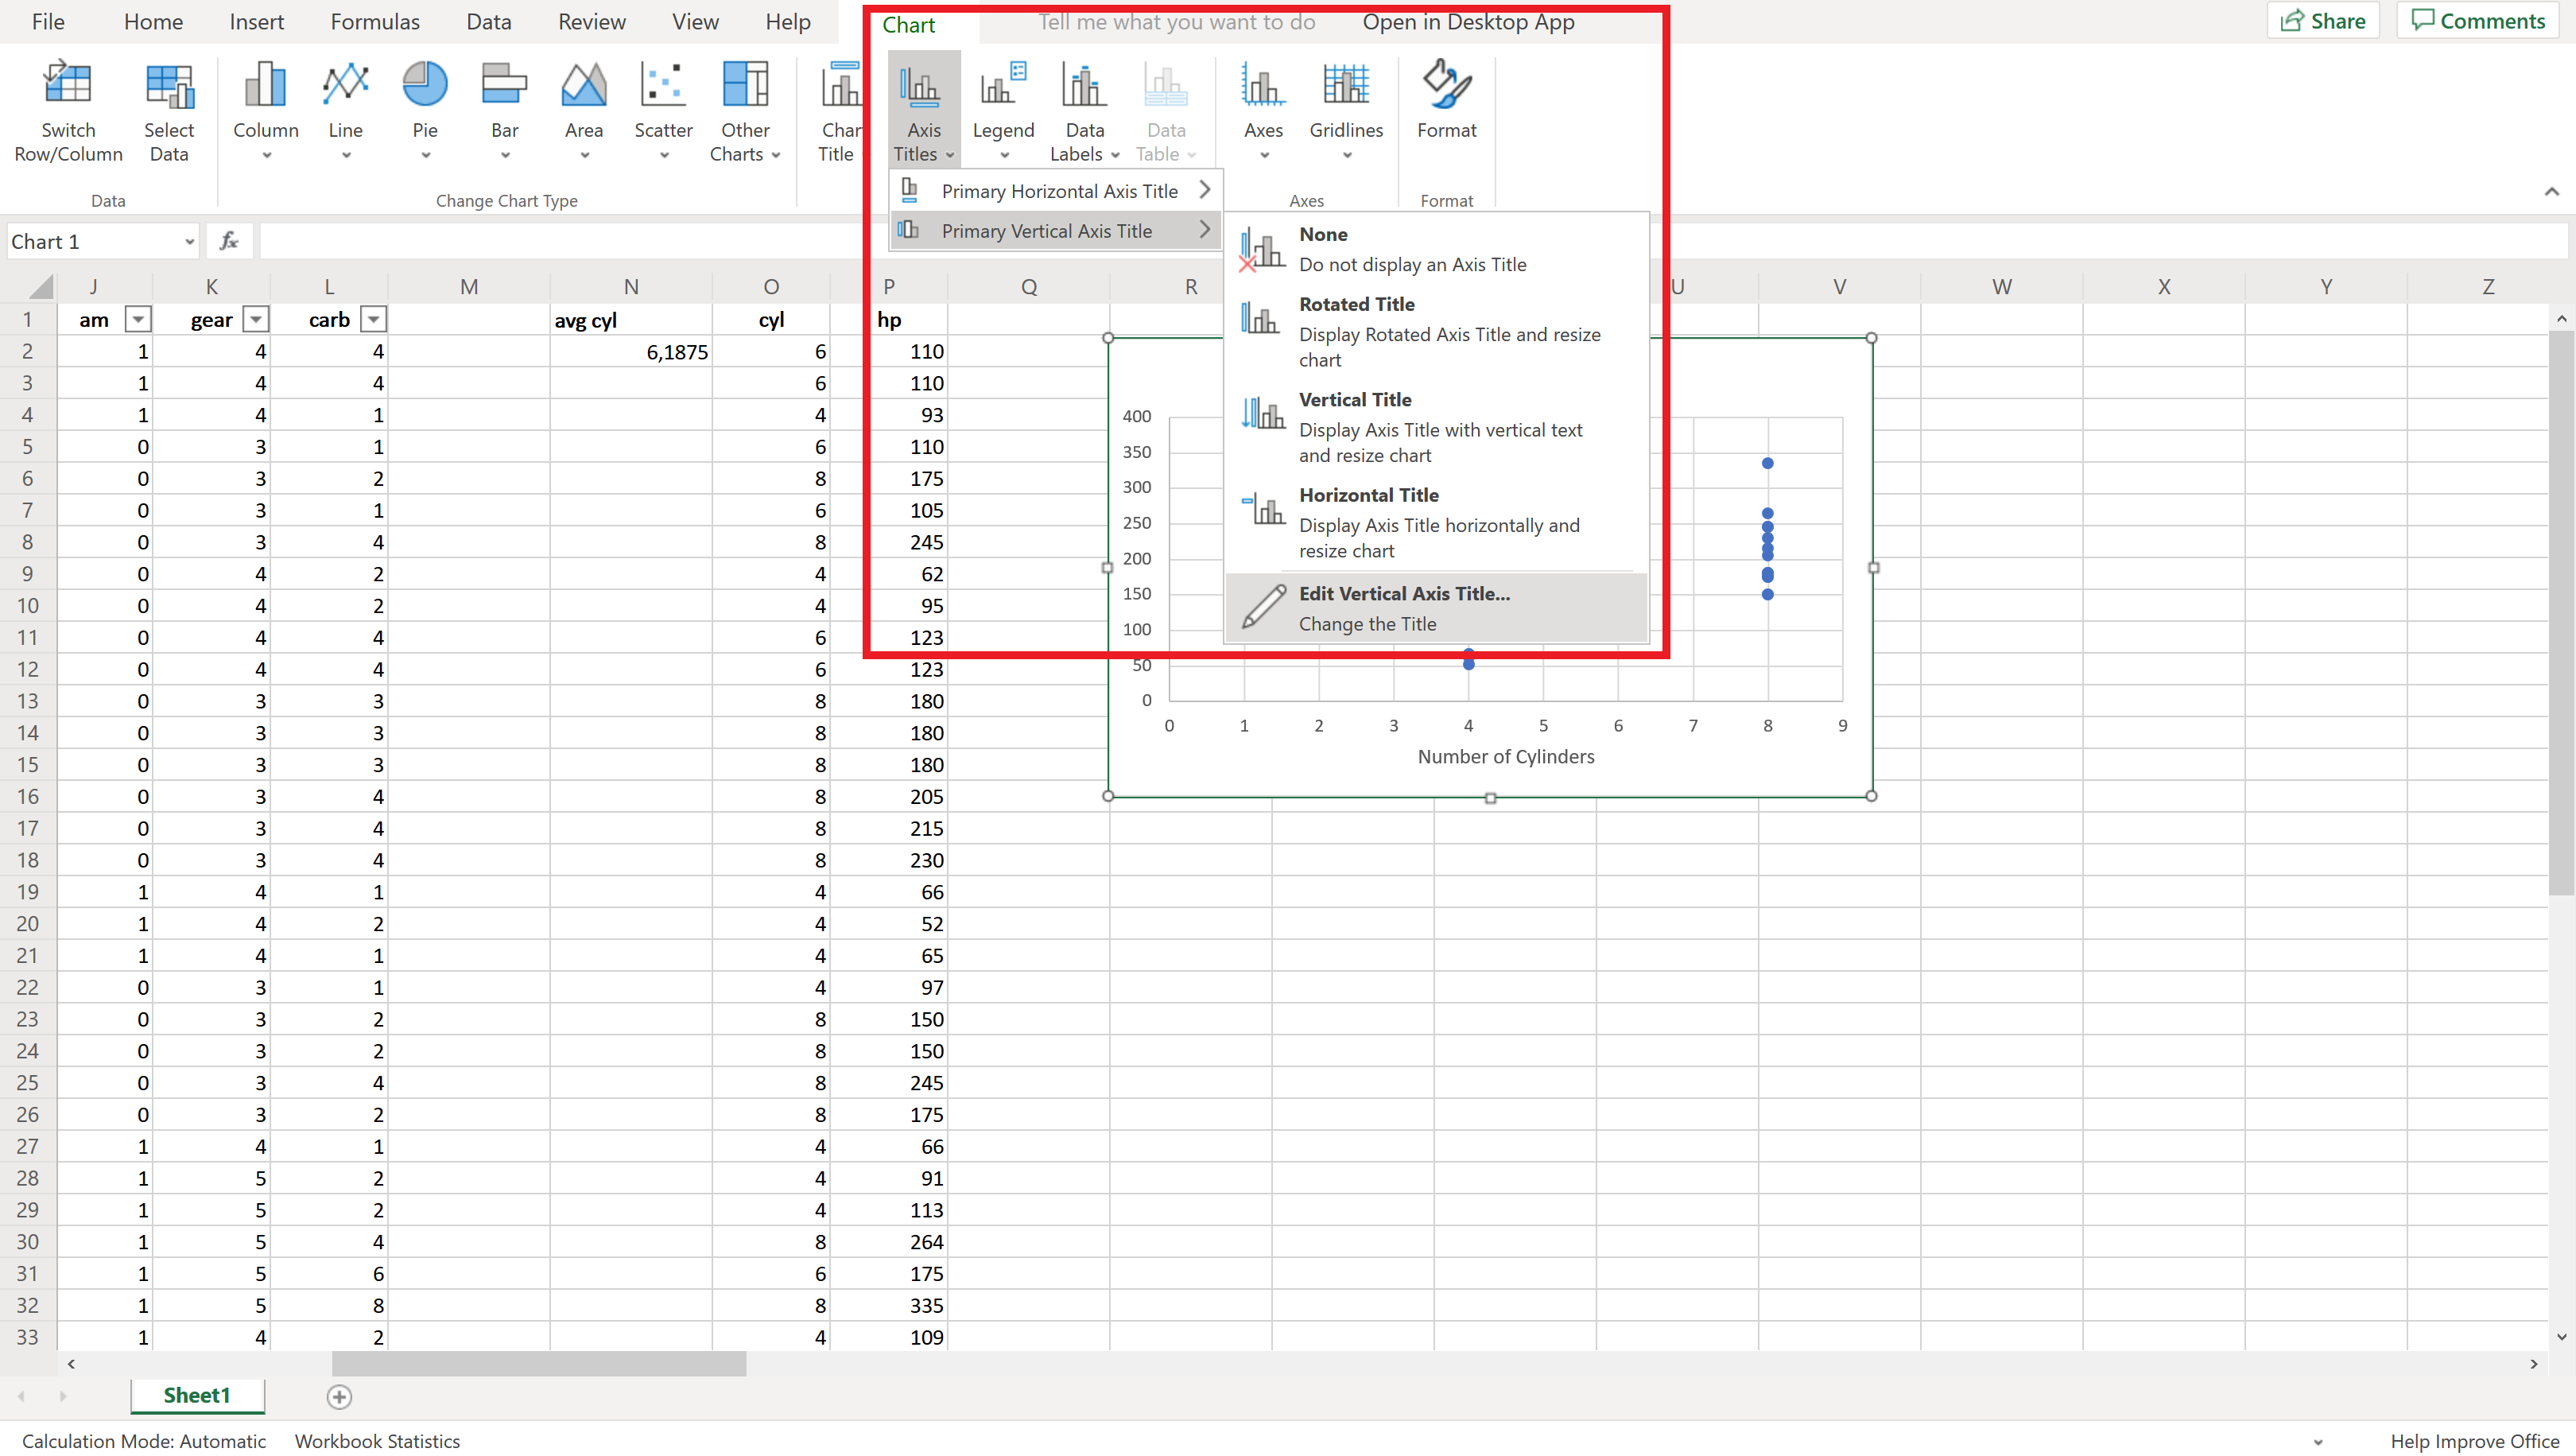 File Home Insert Formulas Data Review View Help Chart Tell me what you want to do Open in Desktop App Share Comments
Switch Row/Column
Select Data
Column
Line
Pie
Bar
Area
Scatter
Other Charts
Char
Title
Axis Titles
Legend
Data Labels
Data Table
Axes
Gridlines
Format
Data Change Chart Type Axes Format
Primary Horizontal Axis Title
Primary Vertical Axis Title
None
Do not display an Axis Title
Rotated Title
Display Rotated Axis Title and resize
chart
Vertical Title
Display Axis Title with vertical text
and resize chart
Horizontal Title
Display Axis Title horizontally and
resize chart
Edit Vertical Axis Title...
Change the Title
Chart 1 fx
J K L M N O P Q R U V W X Y Z
1 am gear carb avg cyl cyl hp
2 1 4 4 6,1875 6 110
3 1 4 4 6 110
4 1 4 1 4 93
5 0 3 1 6 110
6 0 3 2 8 175
7 0 3 1 6 105
8 0 3 4 8 245
9 0 4 2 4 62
10 0 4 2 4 95
11 0 4 4 6 123
12 0 4 4 6 123
13 0 3 3 8 180
14 0 3 3 8 180
15 0 3 3 8 180
16 0 3 4 8 205
17 0 3 4 8 215
18 0 3 4 8 230
19 1 4 1 4 66
20 1 4 2 4 52
21 1 4 1 4 65
22 0 3 1 4 97
23 0 3 2 8 150
24 0 3 2 8 150
25 0 3 4 8 245
26 0 3 2 8 175
27 1 4 1 4 66
28 1 5 2 4 91
29 1 5 2 4 113
30 1 5 4 8 264
31 1 5 6 6 175
32 1 5 8 8 335
33 1 4 2 4 109
400
350
300
250
200
150
100
50
0
0 1 2 3 4 5 6 7 8 9
Number of Cylinders
Sheet1
Calculation Mode: Automatic Workbook Statistics Help Improve Office